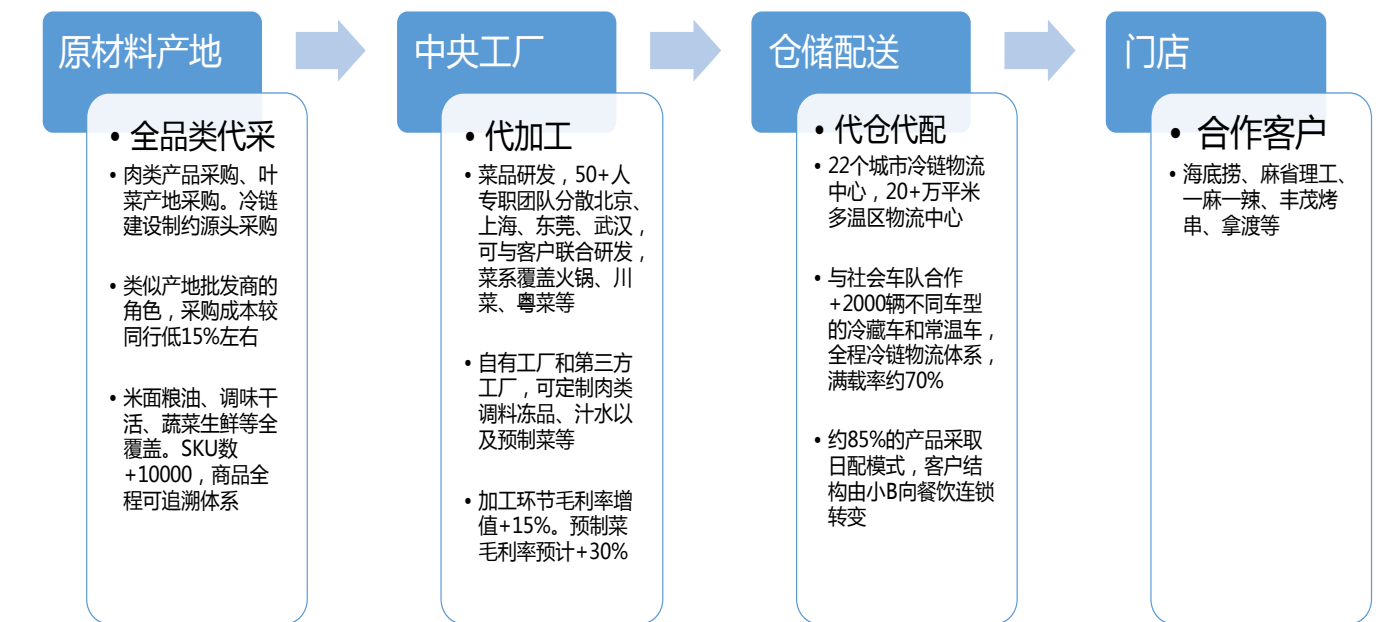 原材料产地
• 全品类代采
• 肉类产品采购、叶
菜产地采购。冷链
建设制约源头采购
• 类似产地批发商的
角色，采购成本较
同行低15%左右
• 米面粮油、调味干
活、蔬菜生鲜等全
覆盖。SKU数
+10000，商品全
程可追溯体系
中央工厂
• 代加工
• 菜品研发，50+人
专职团队分散北京、
上海、东莞、武汉，
可与客户联合研发，
菜系覆盖火锅、川
菜、粤菜等
• 自有工厂和第三方
工厂，可定制肉类
调料冻品、汁水以
及预制菜等
• 加工环节毛利率增
值+15%。预制菜
毛利率预计+30%
仓储配送
• 代仓代配
• 22个城市冷链物流
中心，20+万平米
多温区物流中心
• 与社会车队合作
+2000辆不同车型
的冷藏车和常温车，
全程冷链物流体系，
满载率约70%
• 约85%的产品采取
日配模式，客户结
构由小B向餐饮连锁
转变
门店
• 合作客户
• 海底捞、麻省理工、
一麻一辣、丰茂烤
串、拿渡等